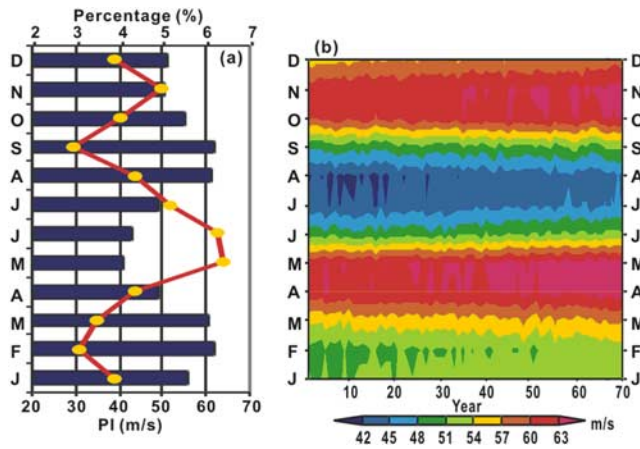 Percentage (%)
2 3 4 5 6 7
(a)
D
N
O
S
A
J
J
M
A
M
F
J
20 30 40 50 60 70
PI (m/s)
(b)
D
N
O
S
A
J
J
M
A
M
F
J
10 20 30 40 50 60 70
Year
m/s
42 45 48 51 54 57 60 63